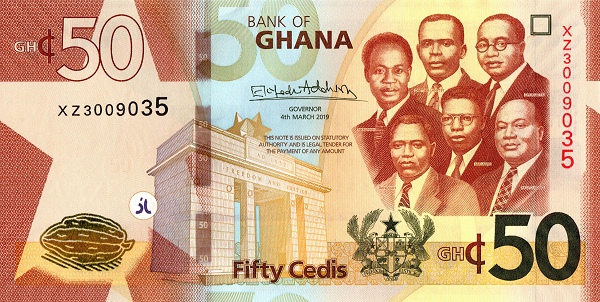 GH₵50
50
BANK OF
GHANA
XZ3009035
GOVERNOR
4th MARCH 2019
THIS NOTE IS ISSUED ON STATUTORY
AUTHORITY AND IS LEGAL TENDER FOR
THE PAYMENT OF ANY AMOUNT
XZ3009035
FREEDOM AND JUSTICE
Fifty Cedis
GH₵50